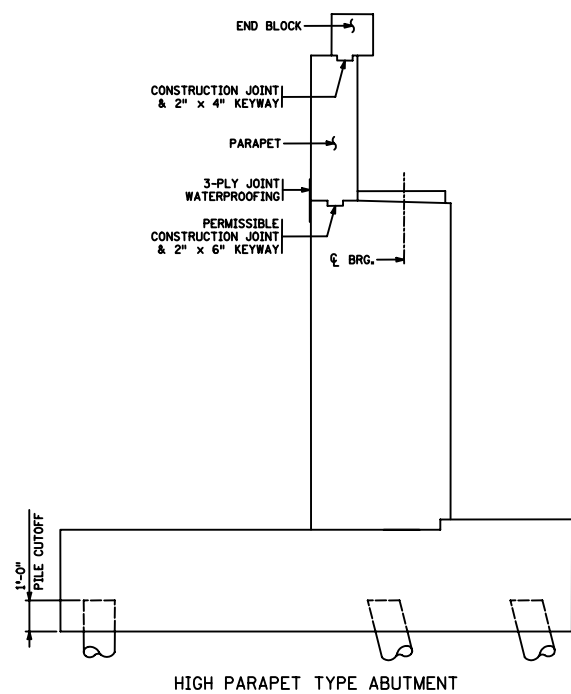 END BLOCK
CONSTRUCTION JOINT
& 2" x 4" KEYWAY
PARAPET
3-PLY JOINT
WATERPROOFING
PERMISSIBLE
CONSTRUCTION JOINT
& 2" x 6" KEYWAY
℄ BRG.
1'-0"
PILE CUTOFF
HIGH PARAPET TYPE ABUTMENT